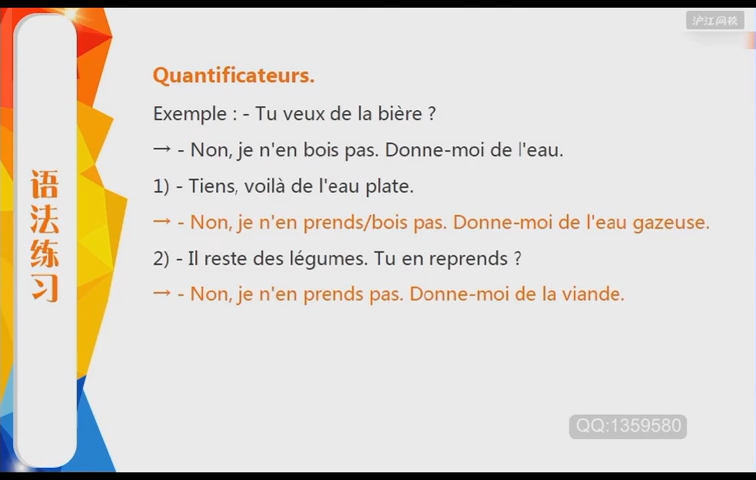 沪江网校
Quantificateurs.
Exemple : - Tu veux de la bière ?
→ - Non, je n'en bois pas. Donne-moi de l'eau.
1) - Tiens, voilà de l'eau plate.
→ - Non, je n'en prends/bois pas. Donne-moi de l'eau gazeuse.
2) - Il reste des légumes. Tu en reprends ?
→ - Non, je n'en prends pas. Donne-moi de la viande.
语法练习
QQ:1359580